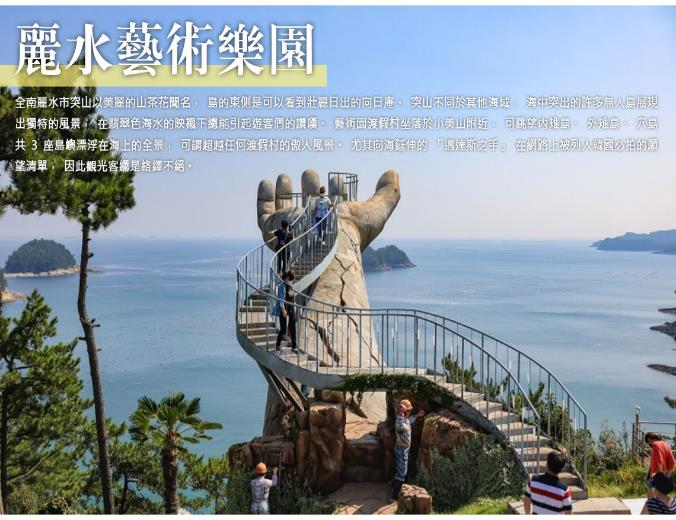 麗水藝術樂園
全南麗水市突山以美麗的山茶花聞名， 島的東側是可以看到壯麗日出的向日庵。 突山不同於其他海域， 海中突出的許多無人島展現
出獨特的風景， 在翡翠色海水的映襯下總能引起遊客們的讚嘆。 藝術園渡假村坐落於小美山附近， 可眺望內雉島、 外雉島、 穴島
共 3 座島嶼漂浮在海上的全景， 可謂超越任何渡假村的傲人風景。 尤其向海延伸的 「邁達斯之手」 在網路上被列入韓國必拍的願
望清單， 因此觀光客總是絡繹不絕。